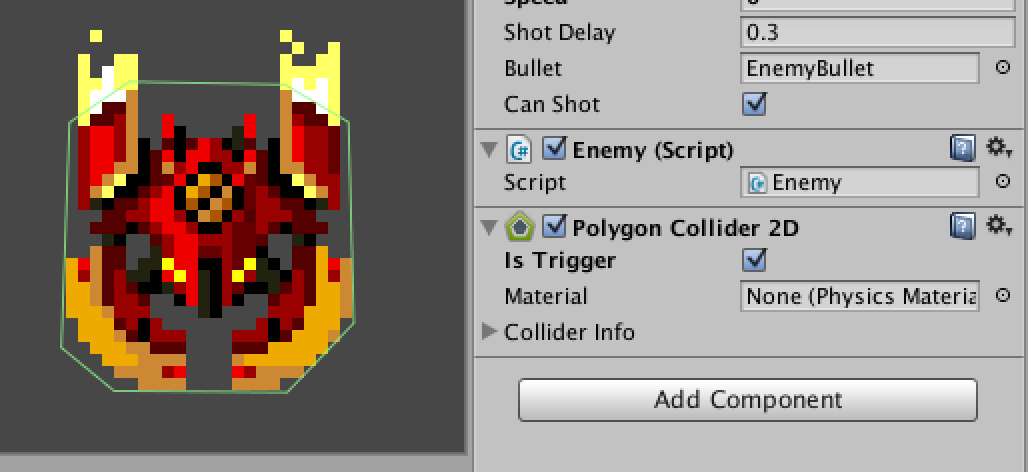 Speed
Shot Delay 0.3
Bullet EnemyBullet
Can Shot
Enemy (Script)
Script Enemy
Polygon Collider 2D
Is Trigger
Material None (Physics Materia
Collider Info
Add Component